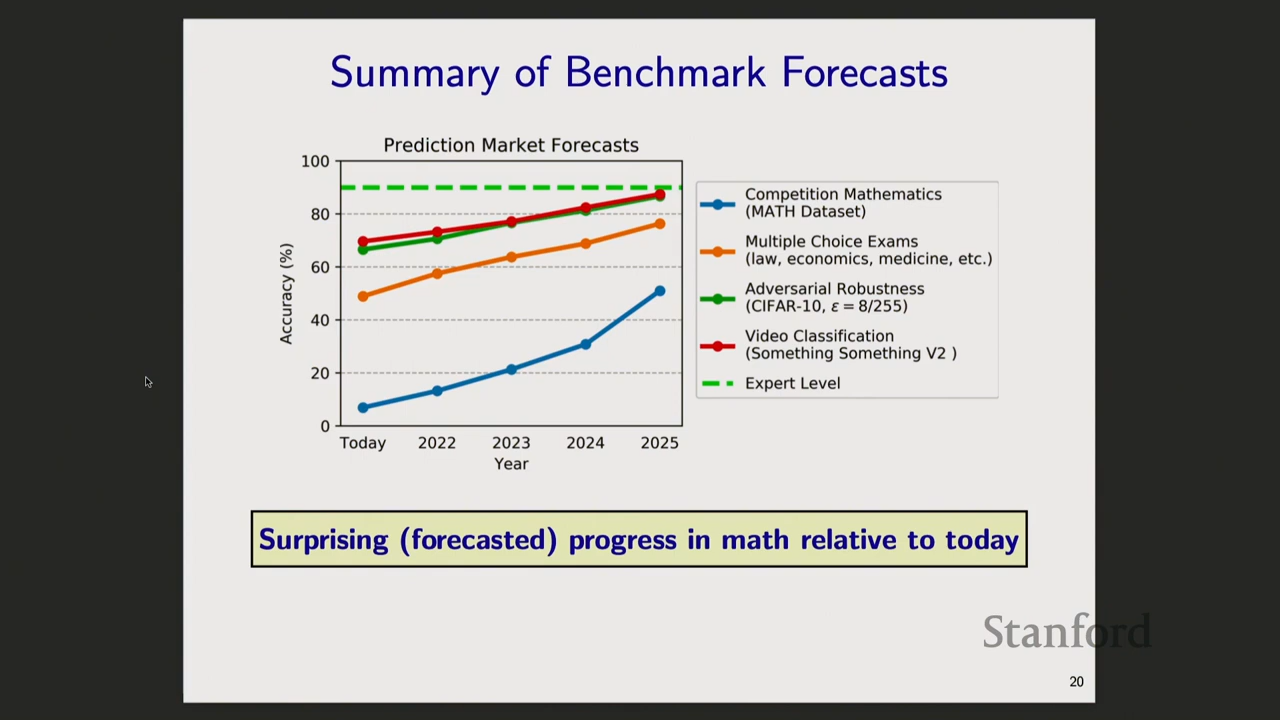 Summary of Benchmark Forecasts
Prediction Market Forecasts
100
80
60
40
20
0
Accuracy (%)
Today 2022 2023 2024 2025
Year
Competition Mathematics
(MATH Dataset)
Multiple Choice Exams
(law, economics, medicine, etc.)
Adversarial Robustness
(CIFAR-10, ε = 8/255)
Video Classification
(Something Something V2 )
Expert Level
Surprising (forecasted) progress in math relative to today
Stanford
20